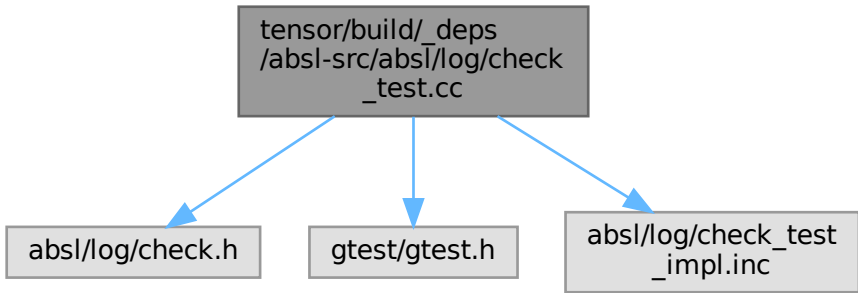 tensor/build/_deps
/absl-src/absl/log/check
_test.cc
absl/log/check.h
gtest/gtest.h
absl/log/check_test
_impl.inc